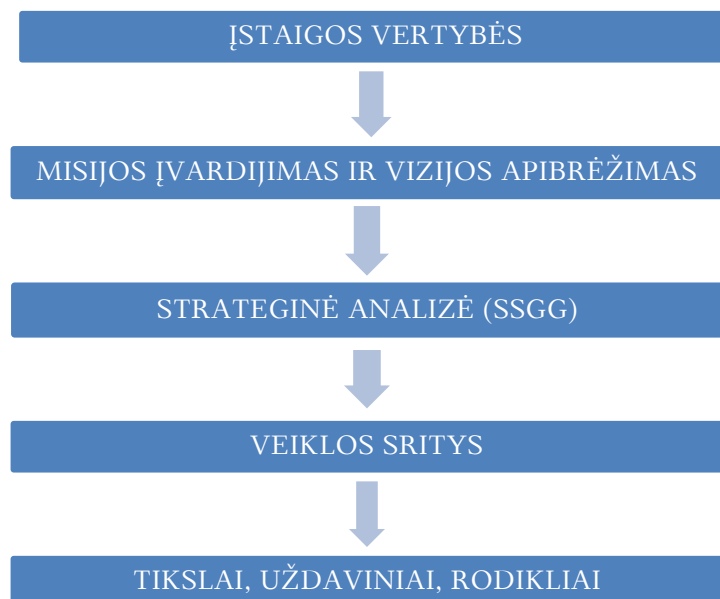 ĮSTAIGOS VERTYBĖS
MISIJOS ĮVARDIJIMAS IR VIZIJOS APIBRĖŽIMAS
STRATEGINĖ ANALIZĖ (SSGG)
VEIKLOS SRITYS
TIKSLAI, UŽDAVINIAI, RODIKLIAI